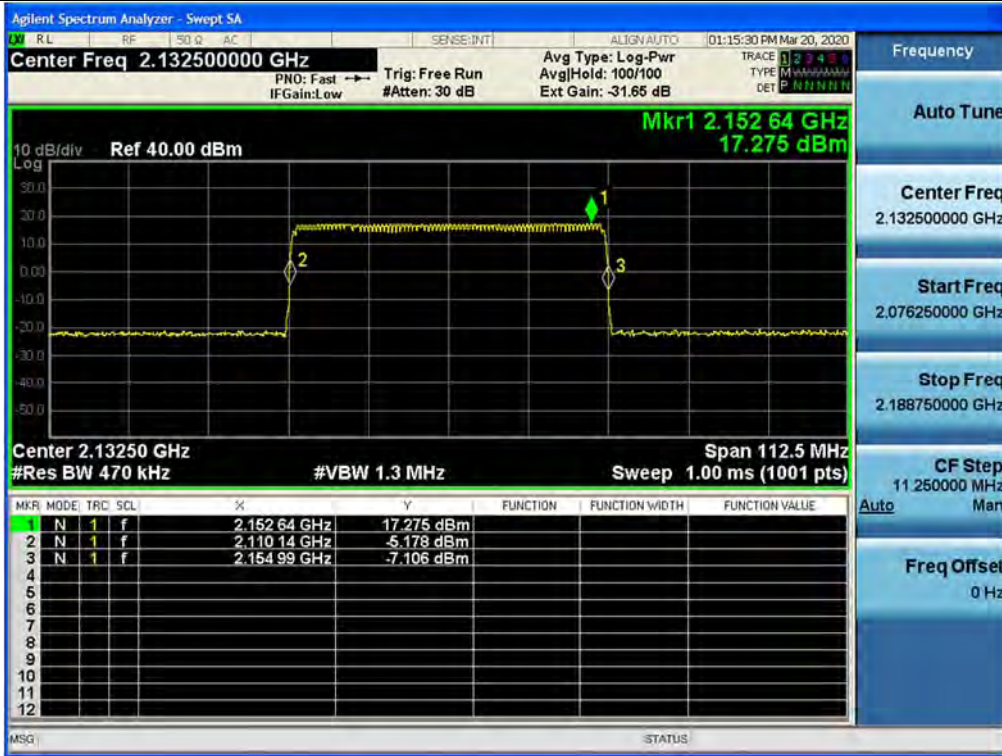 Agilent Spectrum Analyzer - Swept SA
LXI RL RF 50 Ω AC SENSE:INT ALIGN AUTO 01:15:30 PM Mar 20, 2020
Center Freq 2.132500000 GHz
PNO: Fast
IFGain:Low
Trig: Free Run
#Atten: 30 dB
Avg Type: Log-Pwr
Avg|Hold: 100/100
Ext Gain: -31.65 dB
TRACE 1 2 3 4 5 6
TYPE M
DET P N N N N N
Mkr1 2.152 64 GHz
17.275 dBm
10 dB/div Ref 40.00 dBm
Log
30.0
20.0
10.0
0.00
-10.0
-20.0
-30.0
-40.0
-50.0
1
2
3
Center 2.13250 GHz Span 112.5 MHz
#Res BW 470 kHz #VBW 1.3 MHz Sweep 1.00 ms (1001 pts)
MKR MODE TRC SCL X Y FUNCTION FUNCTION WIDTH FUNCTION VALUE
1 N 1 f 2.152 64 GHz 17.275 dBm
2 N 1 f 2.110 14 GHz -5.178 dBm
3 N 1 f 2.154 99 GHz -7.106 dBm
4
5
6
7
8
9
10
11
12
MSG STATUS
Frequency
Auto Tune
Center Freq
2.132500000 GHz
Start Freq
2.076250000 GHz
Stop Freq
2.188750000 GHz
CF Step
11.250000 MHz
Auto Man
Freq Offset
0 Hz